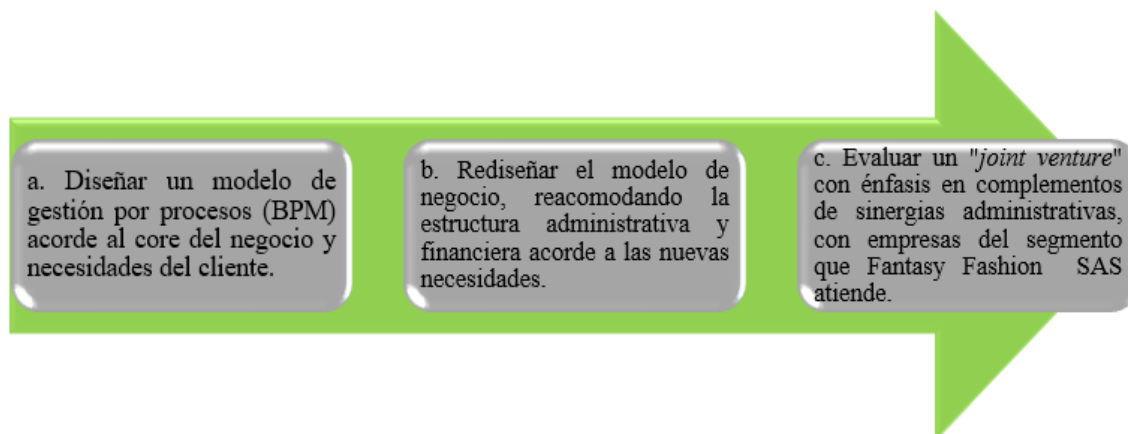 a. Diseñar un modelo de
gestión por procesos (BPM)
acorde al core del negocio y
necesidades del cliente.
b. Rediseñar el modelo de
negocio, reacomodando la
estructura administrativa y
financiera acorde a las nuevas
necesidades.
c. Evaluar un "joint venture"
con énfasis en complementos
de sinergias administrativas,
con empresas del segmento
que Fantasy Fashion SAS
atiende.